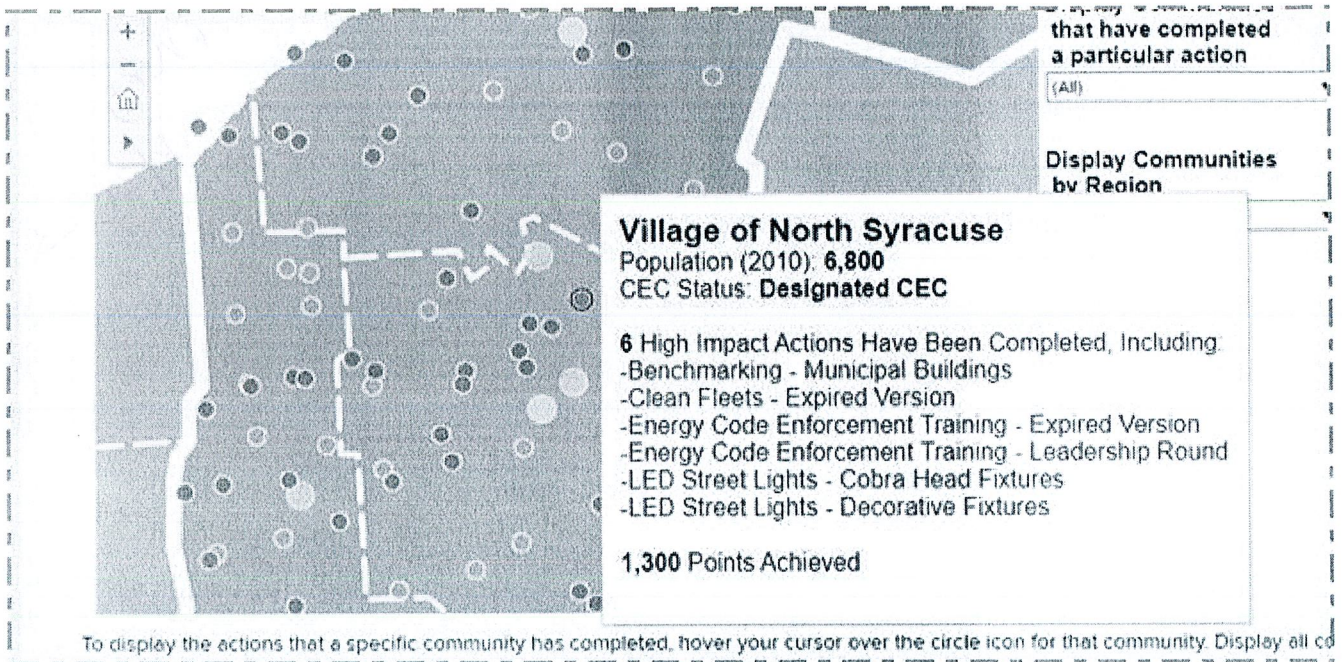 that have completed
a particular action
(All)
Display Communities
by Region
Village of North Syracuse
Population (2010): 6,800
CEC Status: Designated CEC
6 High Impact Actions Have Been Completed, Including:
-Benchmarking - Municipal Buildings
-Clean Fleets - Expired Version
-Energy Code Enforcement Training - Expired Version
-Energy Code Enforcement Training - Leadership Round
-LED Street Lights - Cobra Head Fixtures
-LED Street Lights - Decorative Fixtures
1,300 Points Achieved
To display the actions that a specific community has completed, hover your cursor over the circle icon for that community. Display all